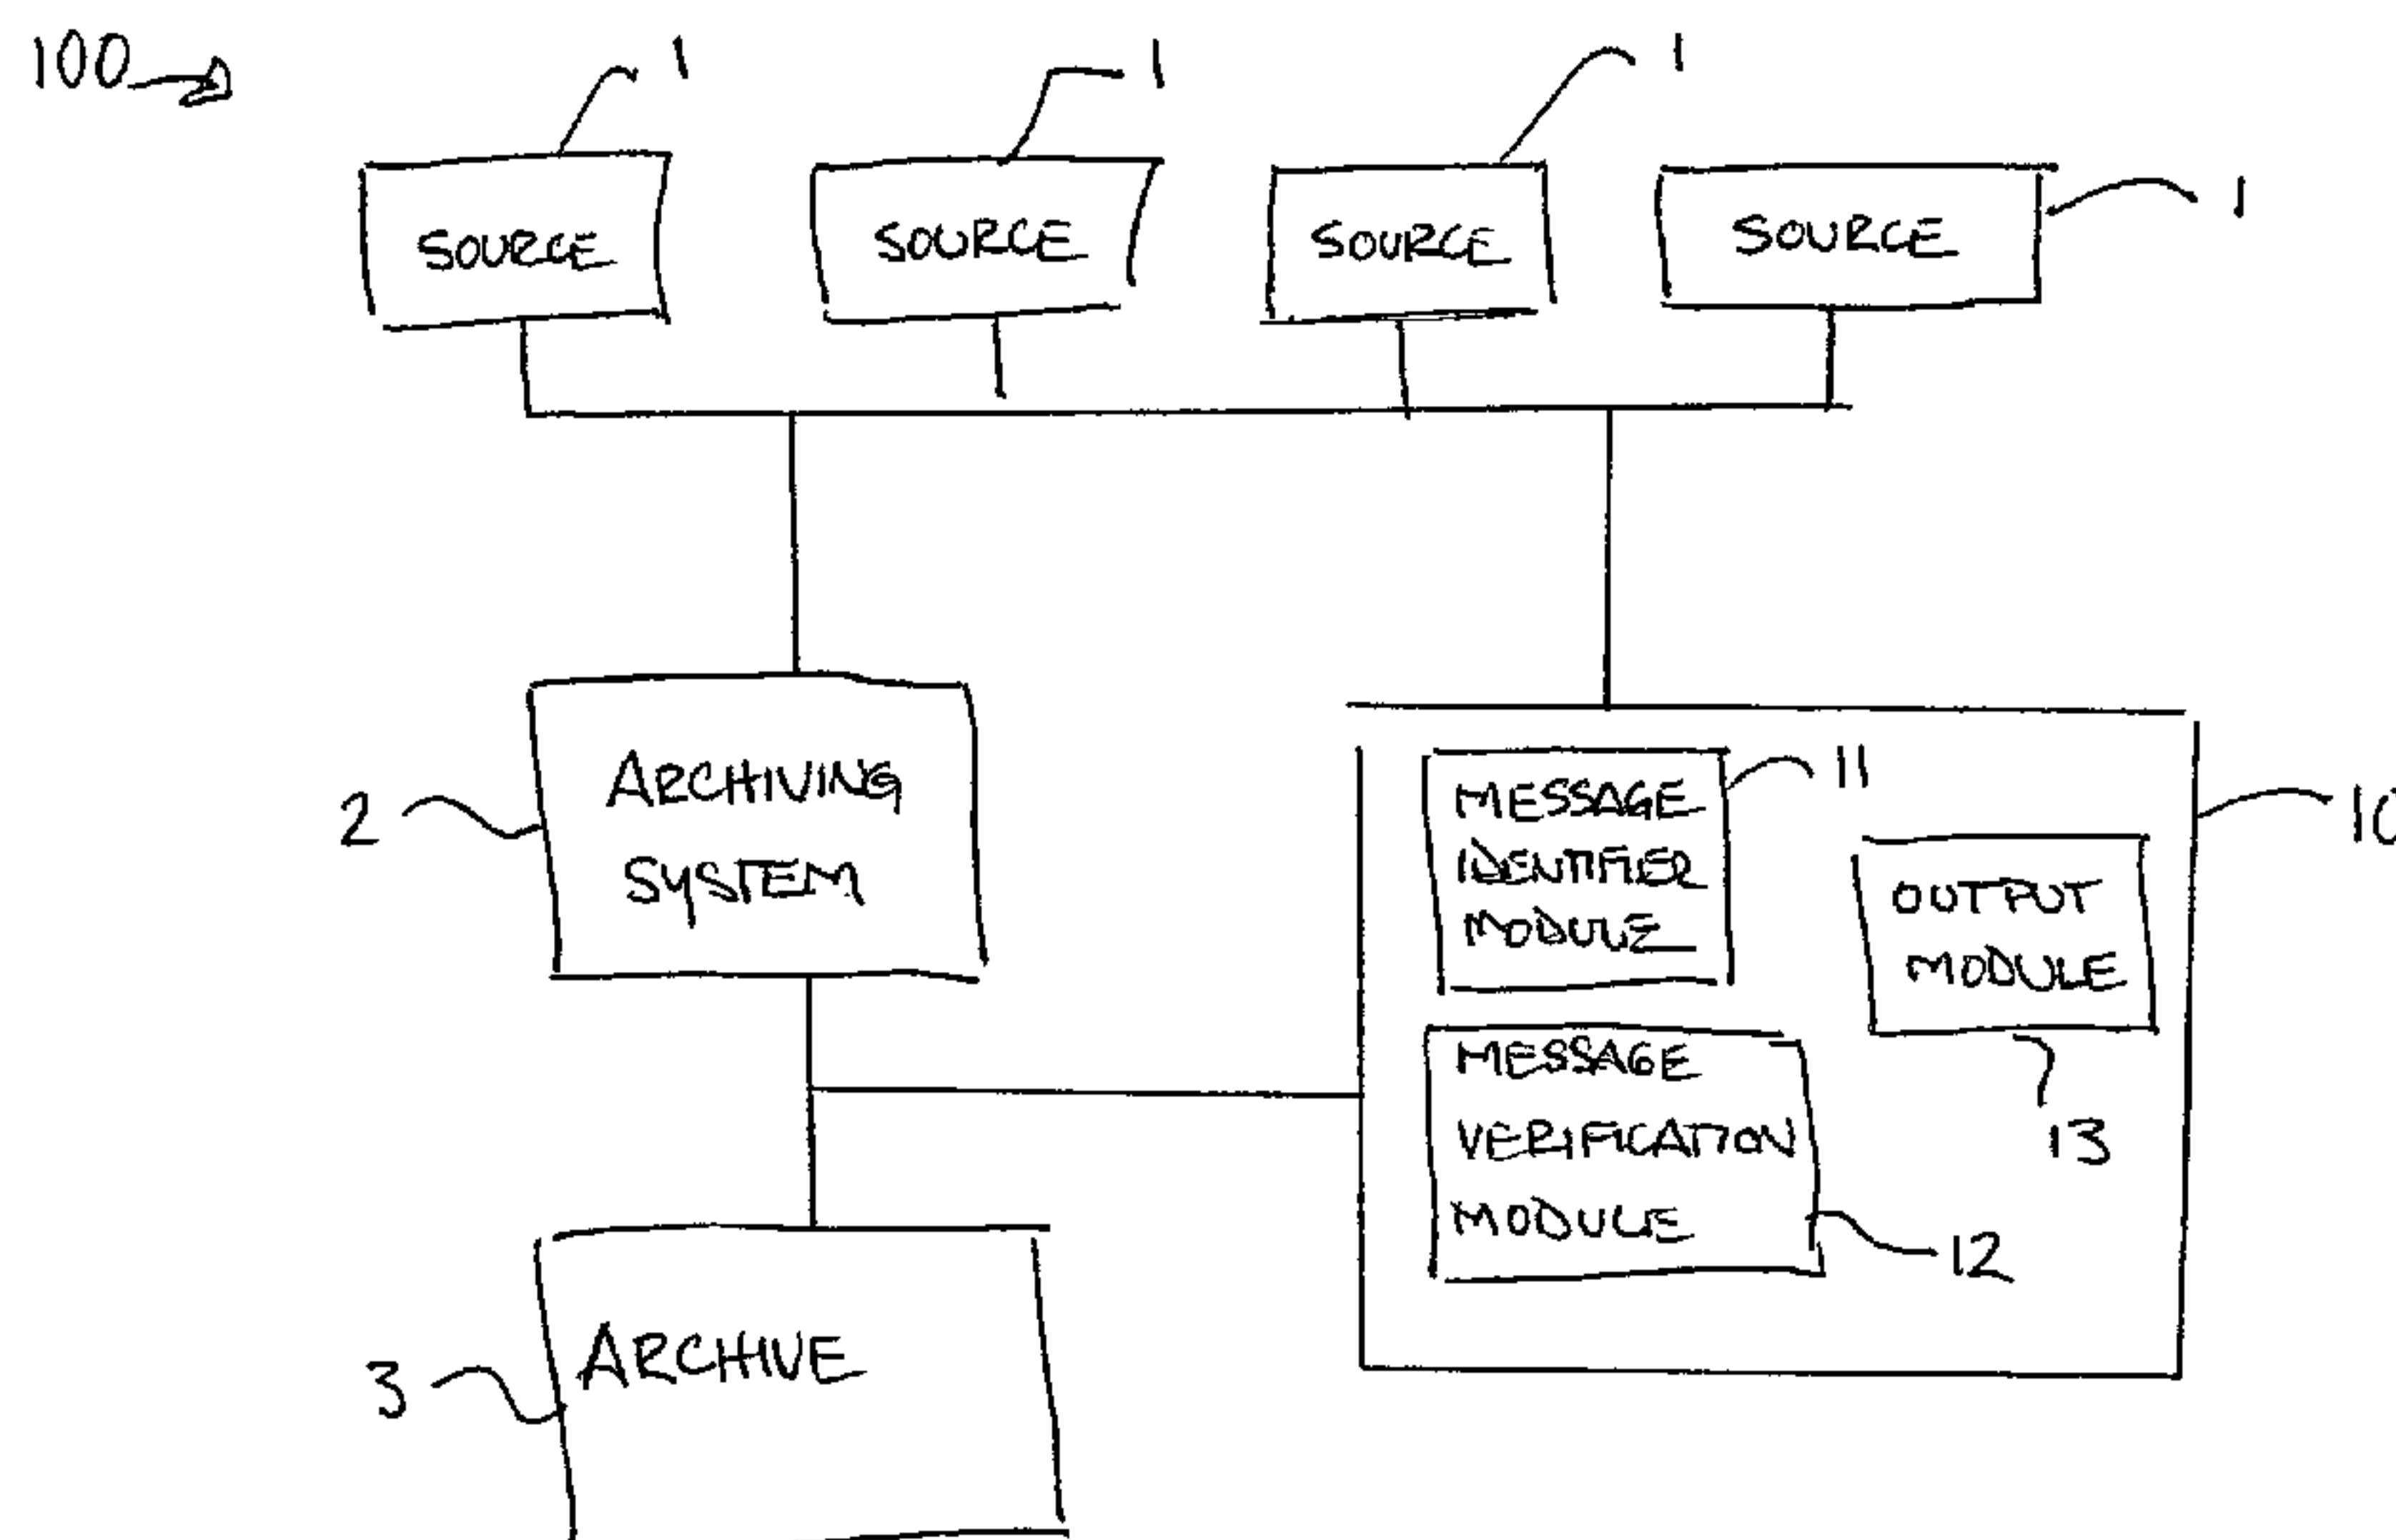 100
1
1
1
1
SOURCE
SOURCE
SOURCE
SOURCE
2
ARCHIVING
SYSTEM
MESSAGE
IDENTIFIER
MODULE
11
10
OUTPUT
MODULE
13
MESSAGE
VERIFICATION
MODULE
12
3
ARCHIVE